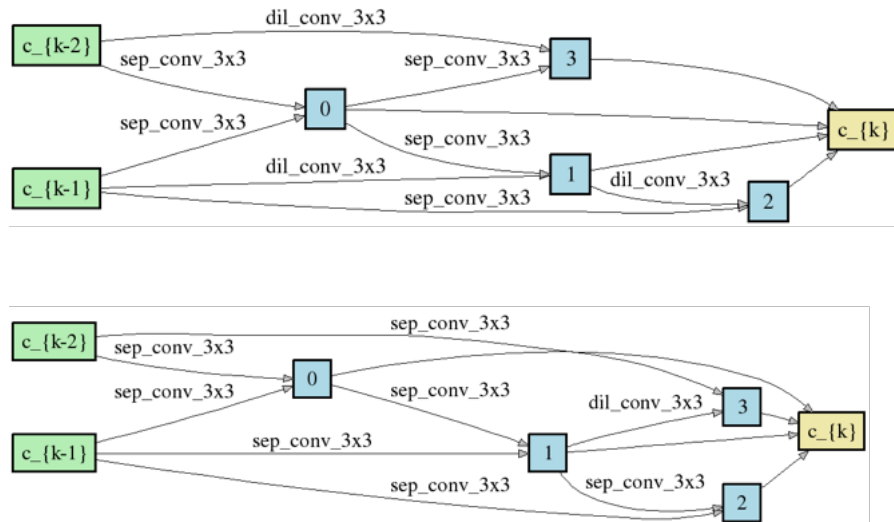 dil_conv_3x3
c_{k-2}
sep_conv_3x3
sep_conv_3x3
3
0
sep_conv_3x3
sep_conv_3x3
c_{k}
dil_conv_3x3
1
dil_conv_3x3
c_{k-1}
sep_conv_3x3
2
sep_conv_3x3
c_{k-2}
sep_conv_3x3
0
sep_conv_3x3
sep_conv_3x3
dil_conv_3x3
3
c_{k}
sep_conv_3x3
c_{k-1}
1
sep_conv_3x3
sep_conv_3x3
2